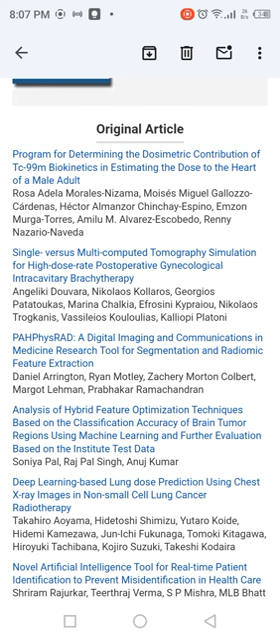 8:07 PM
Original Article
Program for Determining the Dosimetric Contribution of
Tc-99m Biokinetics in Estimating the Dose to the Heart
of a Male Adult
Rosa Adela Morales-Nizama, Moisés Miguel Gallozzo-
Cárdenas, Héctor Almanzor Chinchay-Espino, Emzon
Murga-Torres, Amilu M. Alvarez-Escobedo, Renny
Nazario-Naveda
Single- versus Multi-computed Tomography Simulation
for High-dose-rate Postoperative Gynecological
Intracavitary Brachytherapy
Angeliki Douvara, Nikolaos Kollaros, Georgios
Patatoukas, Marina Chalkia, Efrosini Kypraiou, Nikolaos
Trogkanis, Vassileios Kouloulias, Kalliopi Platoni
PAHPhysRAD: A Digital Imaging and Communications in
Medicine Research Tool for Segmentation and Radiomic
Feature Extraction
Daniel Arrington, Ryan Motley, Zachery Morton Colbert,
Margot Lehman, Prabhakar Ramachandran
Analysis of Hybrid Feature Optimization Techniques
Based on the Classification Accuracy of Brain Tumor
Regions Using Machine Learning and Further Evaluation
Based on the Institute Test Data
Soniya Pal, Raj Pal Singh, Anuj Kumar
Deep Learning-based Lung dose Prediction Using Chest
X-ray Images in Non-small Cell Lung Cancer
Radiotherapy
Takahiro Aoyama, Hidetoshi Shimizu, Yutaro Koide,
Hidemi Kamezawa, Jun-Ichi Fukunaga, Tomoki Kitagawa,
Hiroyuki Tachibana, Kojiro Suzuki, Takeshi Kodaira
Novel Artificial Intelligence Tool for Real-time Patient
Identification to Prevent Misidentification in Health Care
Shriram Rajurkar, Teerthraj Verma, S P Mishra, MLB Bhatt